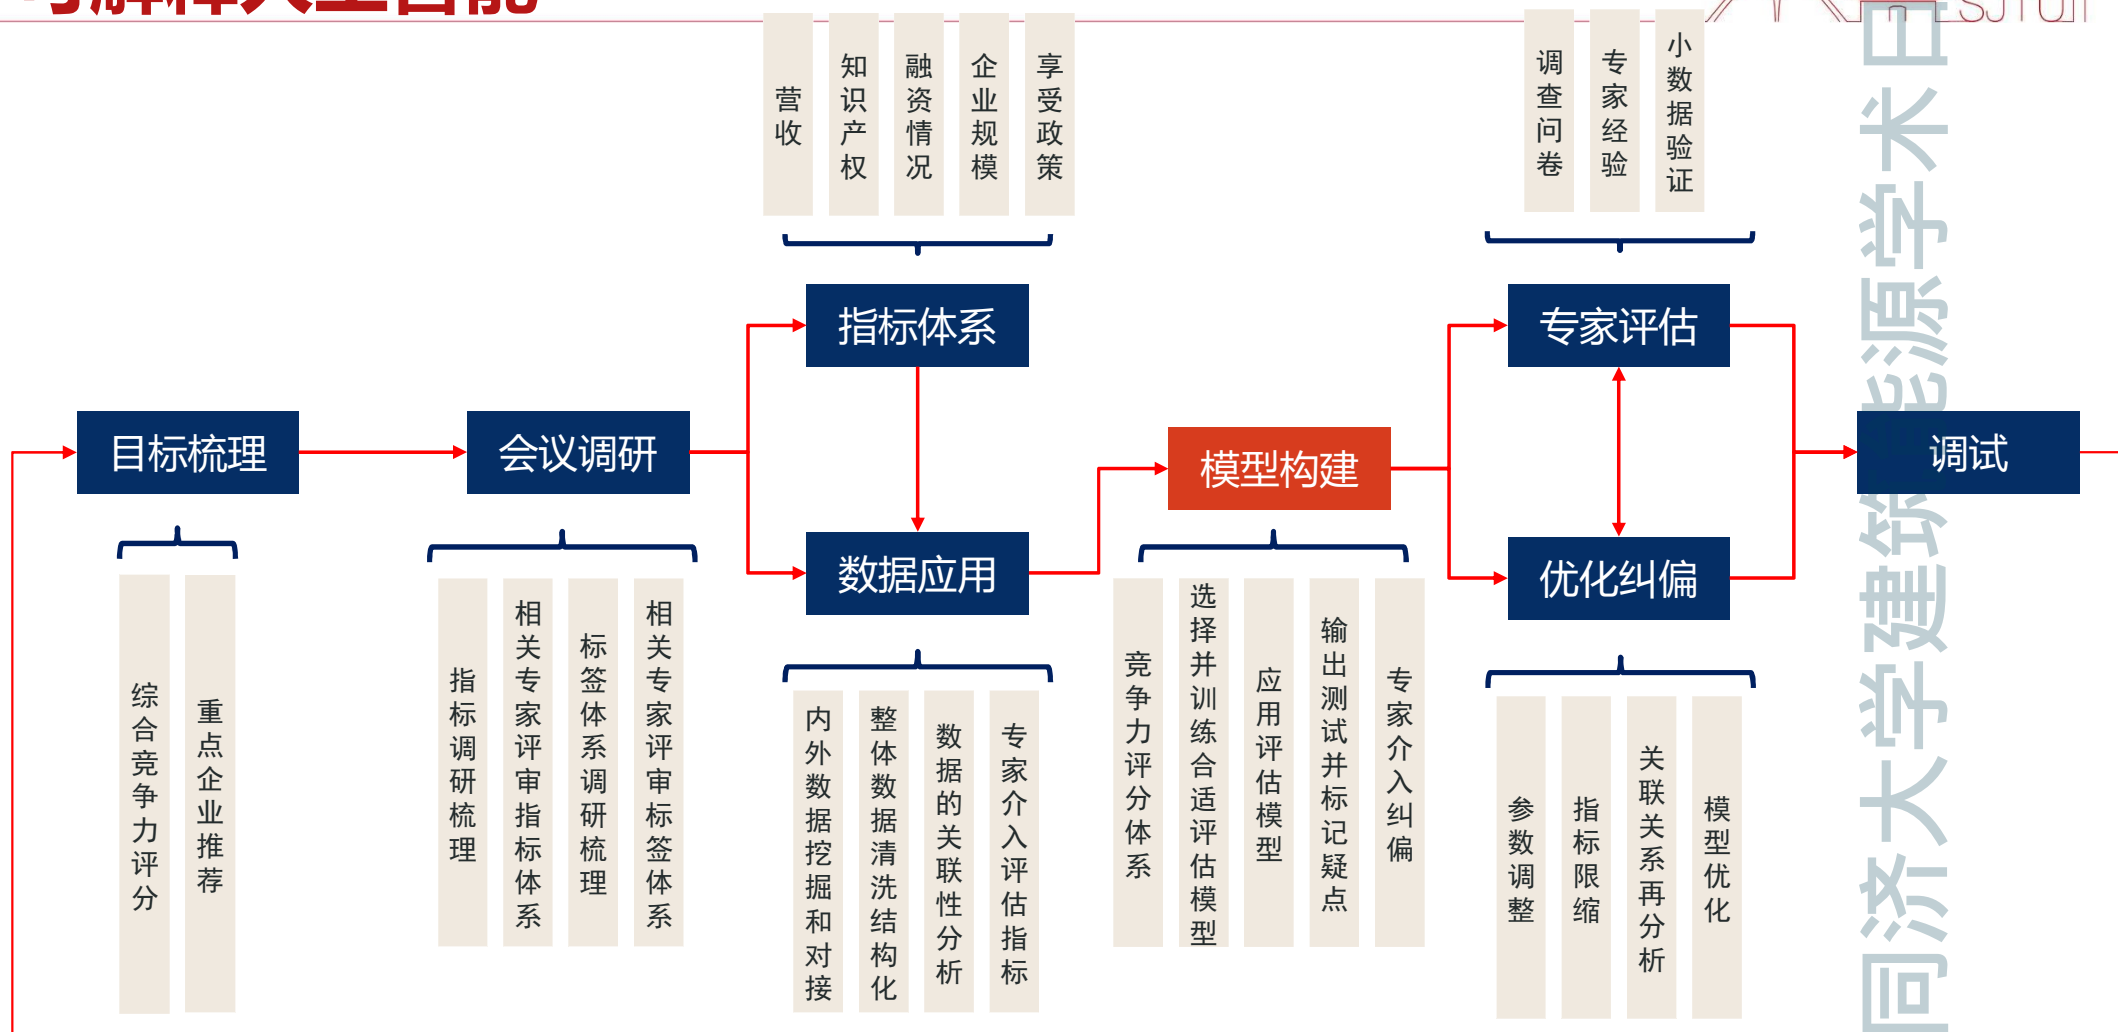 可解释人工智能
SJTU
营收
知识产权
融资情况
企业规模
享受政策
调查问卷
专家经验
小数据验证
指标体系
专家评估
目标梳理
会议调研
模型构建
调试
数据应用
优化纠偏
综合竞争力评分
重点企业推荐
指标调研梳理
相关专家评审指标体系
标签体系调研梳理
相关专家评审标签体系
内外数据挖掘和对接
整体数据清洗结构化
数据的关联性分析
专家介入评估指标
竞争力评分体系
选择并训练合适评估模型
应用评估模型
输出测试并标记疑点
专家介入纠偏
参数调整
指标限缩
关联关系再分析
模型优化
同济大学建筑能源学术日